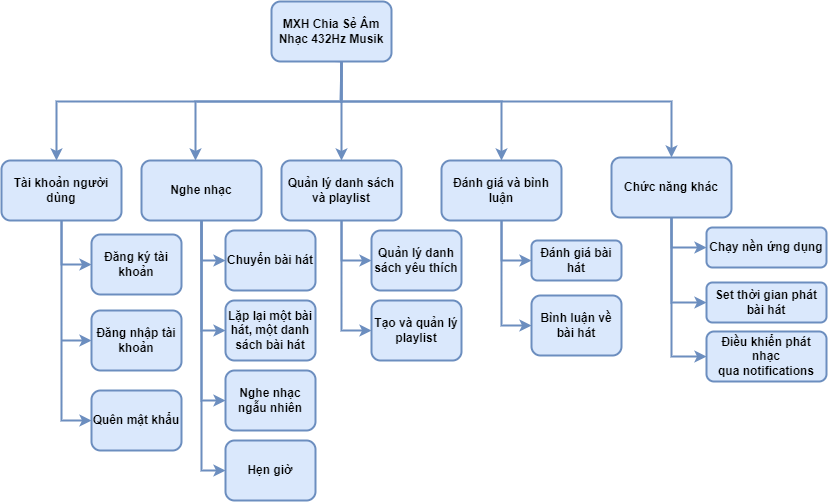 MXH Chia Sẻ Âm
Nhạc 432Hz Musik
Tài khoản người
dùng
Đăng ký tài
khoản
Đăng nhập tài
khoản
Quên mật khẩu
Nghe nhạc
Chuyển bài hát
Lặp lại một bài
hát, một danh
sách bài hát
Nghe nhạc
ngẫu nhiên
Hẹn giờ
Quản lý danh sách
và playlist
Quản lý danh
sách yêu thích
Tạo và quản lý
playlist
Đánh giá và bình
luận
Đánh giá bài
hát
Bình luận về
bài hát
Chức năng khác
Chạy nền ứng dụng
Set thời gian phát
bài hát
Điều khiển phát
nhạc
qua notifications